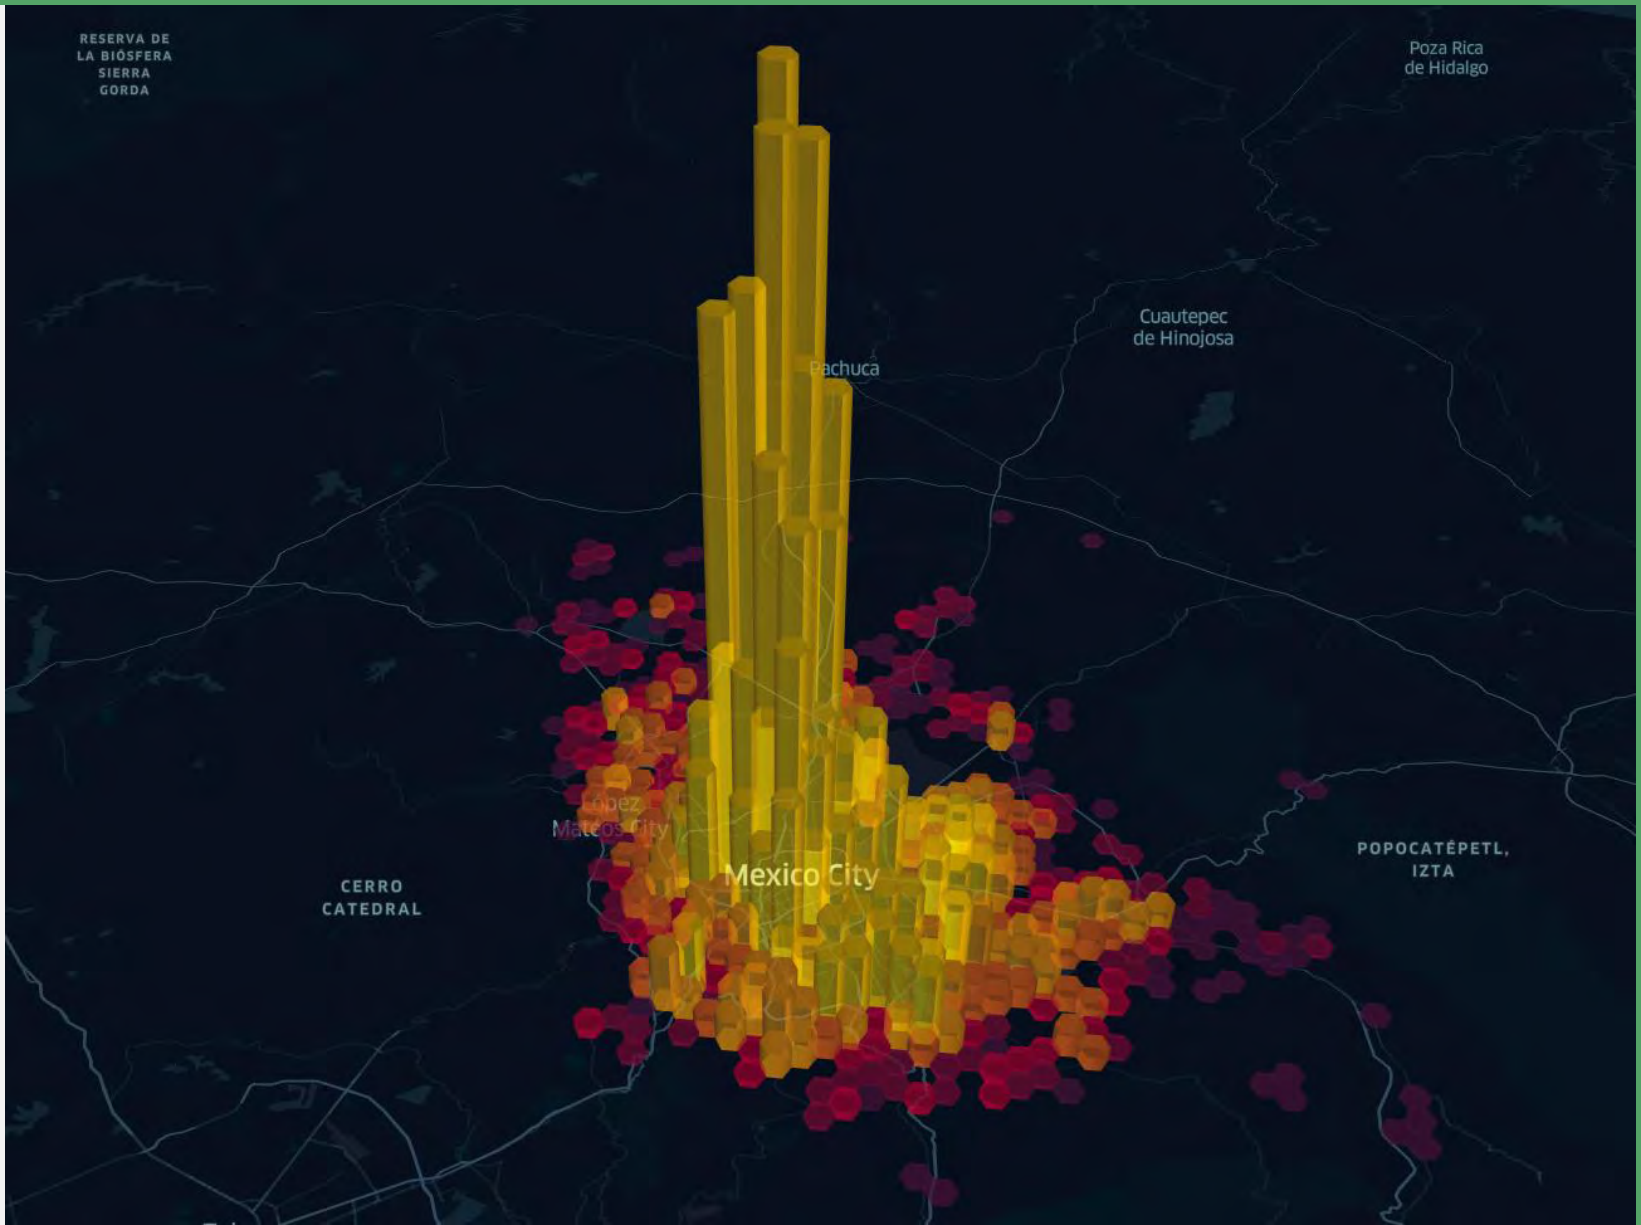 RESERVA DE
LA BIÓSFERA
SIERRA
GORDA
Poza Rica
de Hidalgo
Cuautepec
de Hinojosa
Pachuca
López
Mateos City
Mexico City
CERRO
CATEDRAL
POPOCATÉPETL,
IZTA